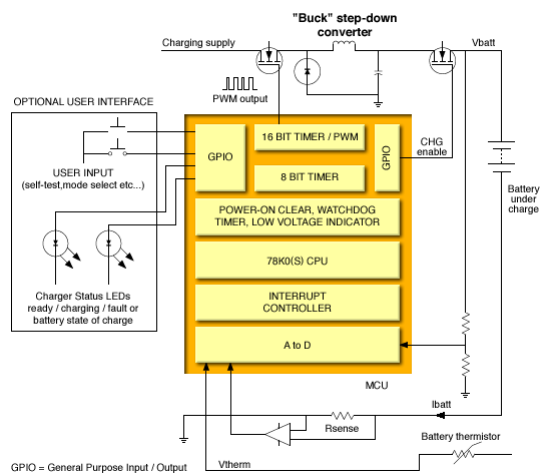 "Buck" step-down
converter
Charging supply
Vbatt
PWM output
OPTIONAL USER INTERFACE
USER INPUT
(self-test,mode select etc...)
Charger Status LEDs
ready / charging / fault or
battery state of charge
GPIO
16 BIT TIMER / PWM
8 BIT TIMER
GPIO
CHG
enable
POWER-ON CLEAR, WATCHDOG
TIMER, LOW VOLTAGE INDICATOR
78K0(S) CPU
INTERRUPT
CONTROLLER
A to D
MCU
Battery
under
charge
Ibatt
Rsense
Battery thermistor
Vtherm
GPIO = General Purpose Input / Output